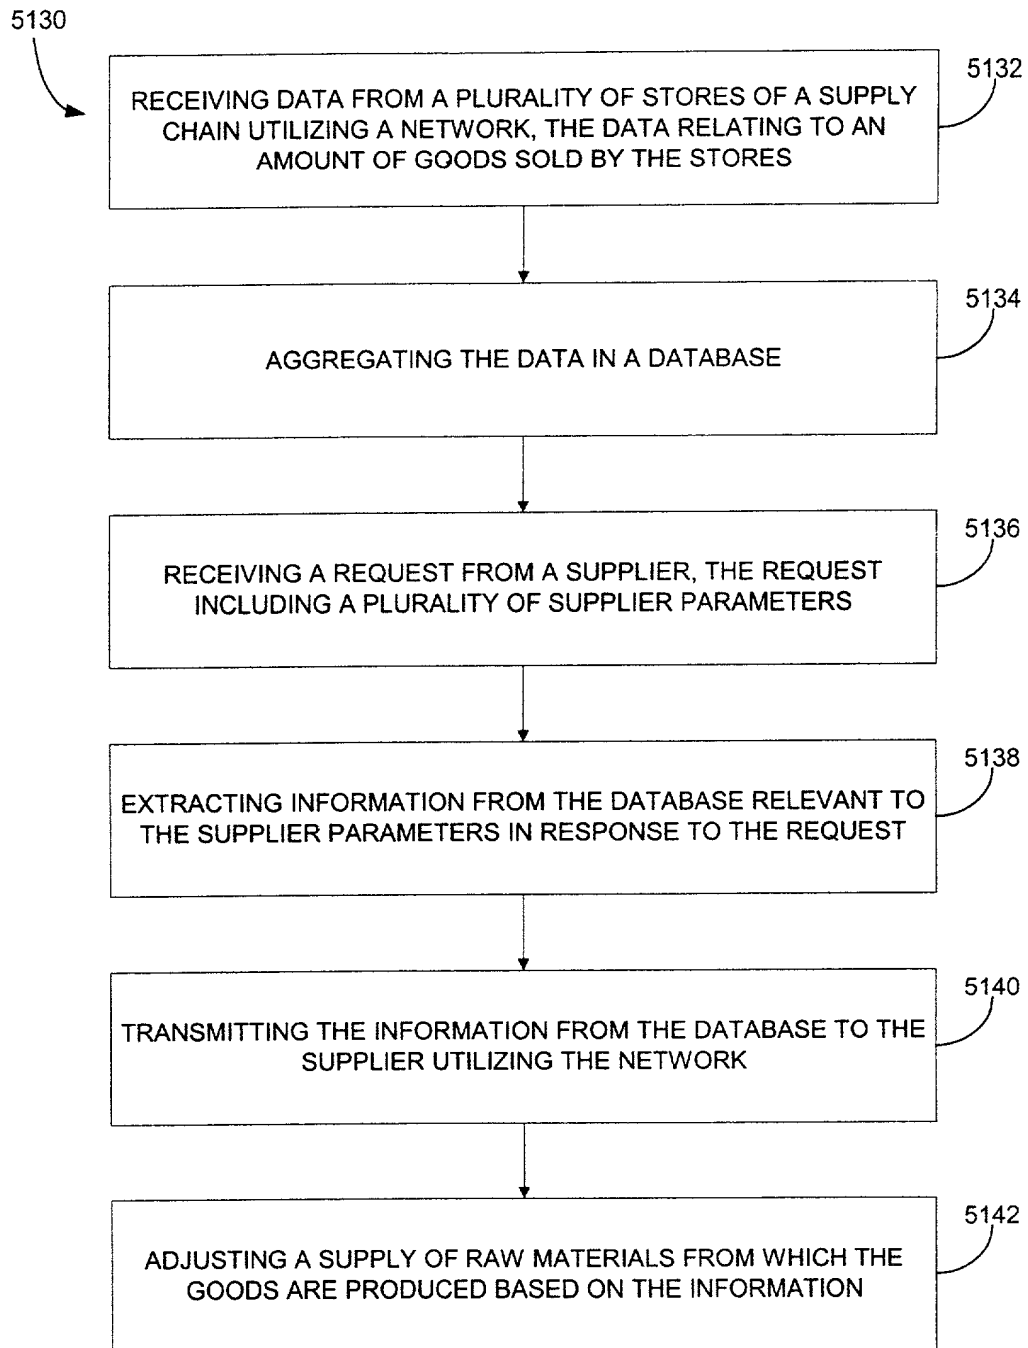 5130
5132
RECEIVING DATA FROM A PLURALITY OF STORES OF A SUPPLY
CHAIN UTILIZING A NETWORK, THE DATA RELATING TO AN
AMOUNT OF GOODS SOLD BY THE STORES
5134
AGGREGATING THE DATA IN A DATABASE
5136
RECEIVING A REQUEST FROM A SUPPLIER, THE REQUEST
INCLUDING A PLURALITY OF SUPPLIER PARAMETERS
5138
EXTRACTING INFORMATION FROM THE DATABASE RELEVANT TO
THE SUPPLIER PARAMETERS IN RESPONSE TO THE REQUEST
5140
TRANSMITTING THE INFORMATION FROM THE DATABASE TO THE
SUPPLIER UTILIZING THE NETWORK
5142
ADJUSTING A SUPPLY OF RAW MATERIALS FROM WHICH THE
GOODS ARE PRODUCED BASED ON THE INFORMATION